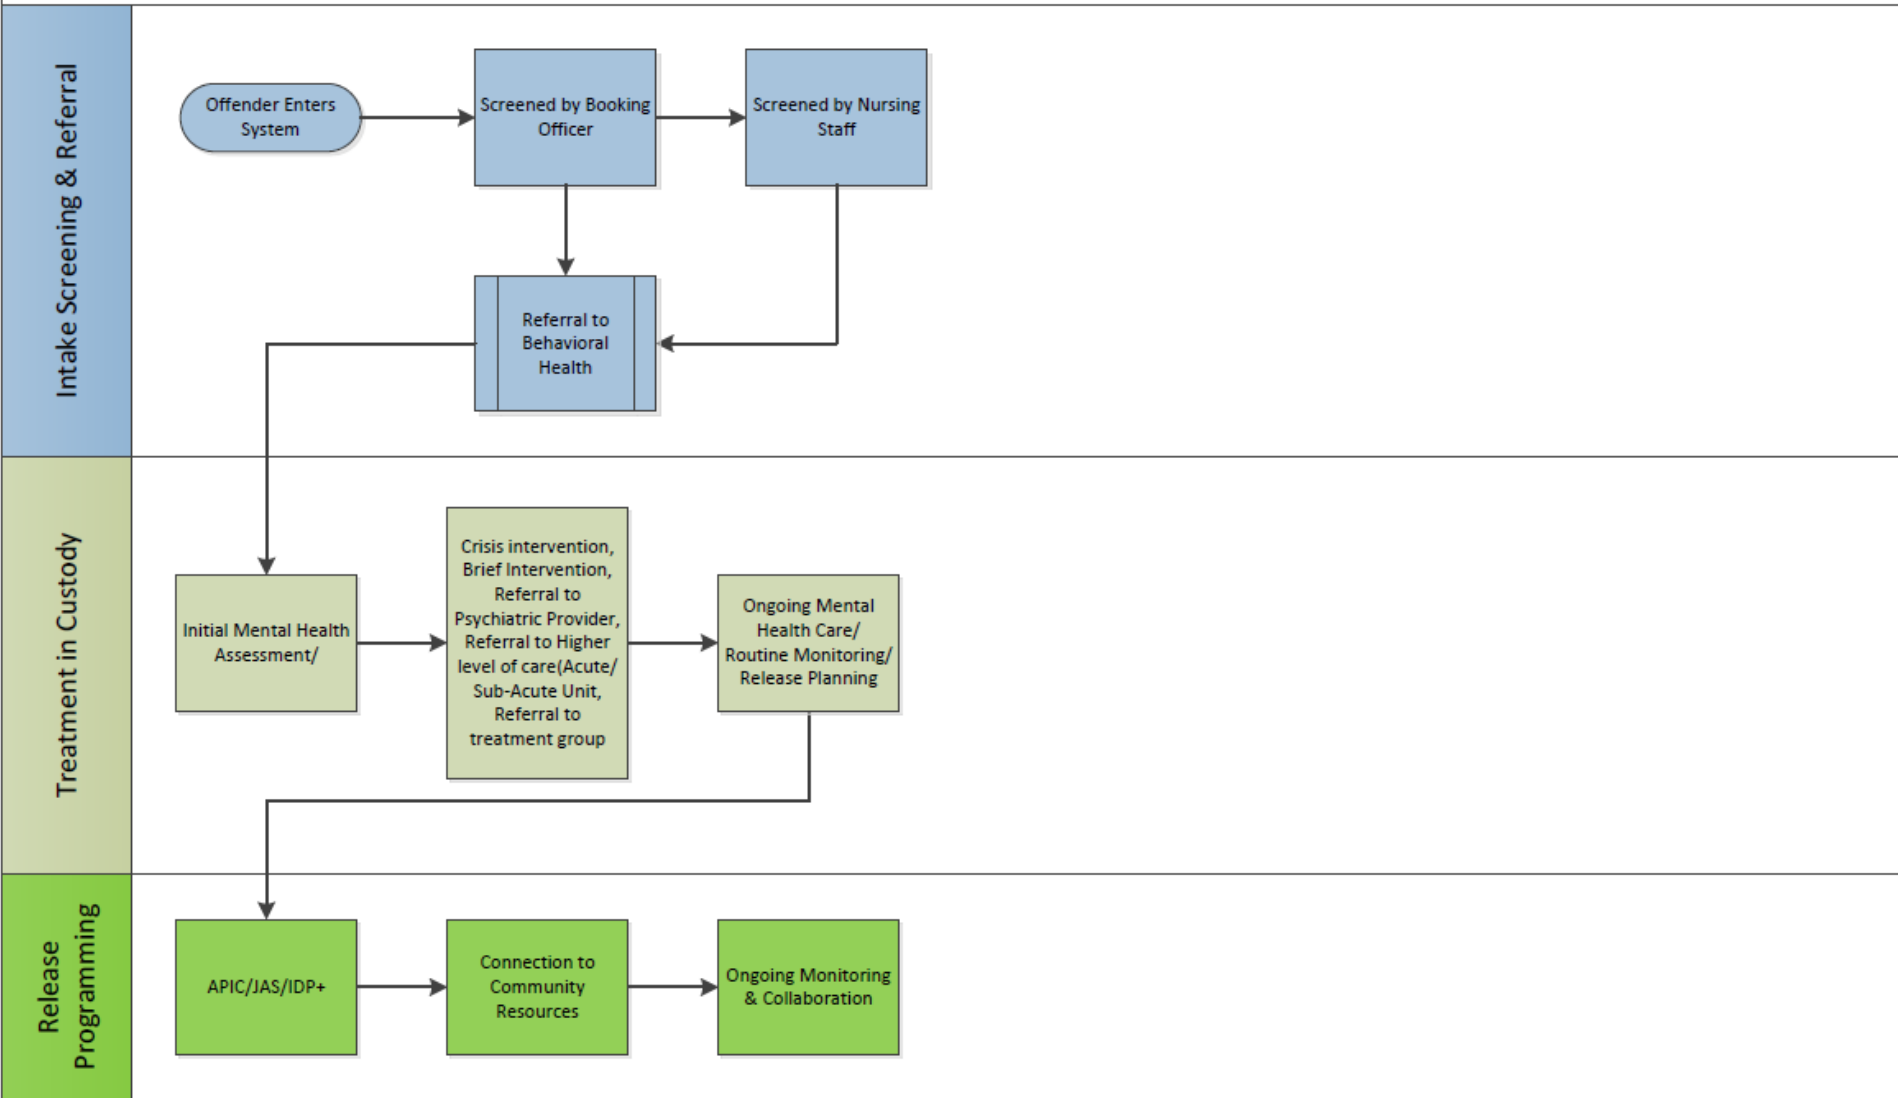 Intake Screening & Referral
Offender Enters
System
Screened by Booking
Officer
Screened by Nursing
Staff
Referral to
Behavioral
Health
Treatment in Custody
Initial Mental Health
Assessment/
Crisis intervention,
Brief Intervention,
Referral to
Psychiatric Provider,
Referral to Higher
level of care(Acute/
Sub-Acute Unit,
Referral to
treatment group
Ongoing Mental
Health Care/
Routine Monitoring/
Release Planning
Release
Programming
APIC/JAS/IDP+
Connection to
Community
Resources
Ongoing Monitoring
& Collaboration